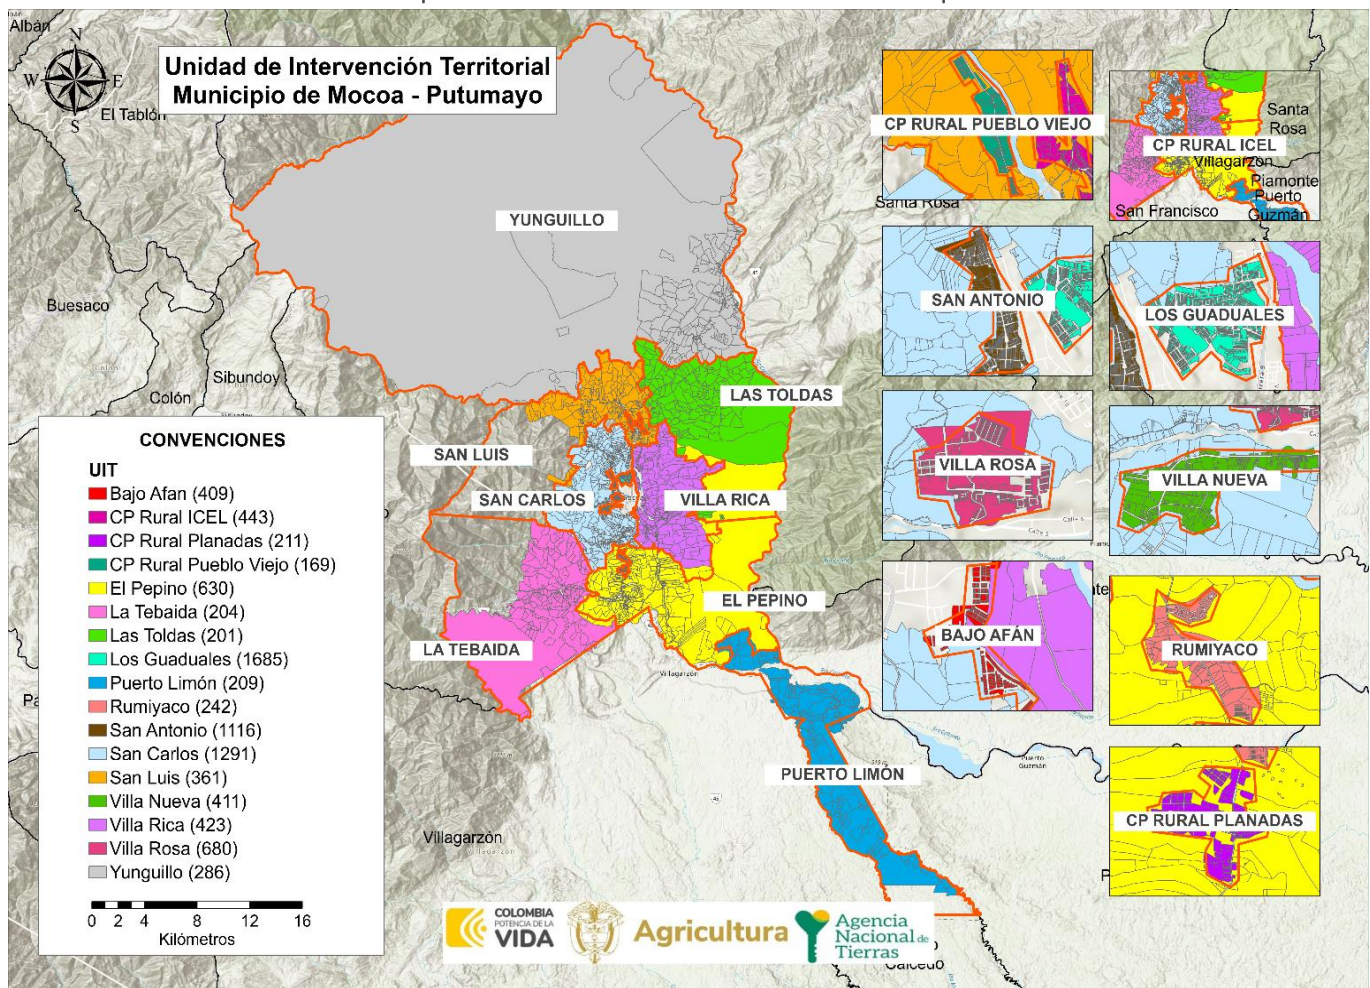 Albán
N
W E
S
El Tablón
Unidad de Intervención Territorial
Municipio de Mocoa - Putumayo
YUNGUILLO
Buesaco
Sibundoy
Colón
LAS TOLDAS
SAN LUIS
SAN CARLOS
VILLA RICA
EL PEPINO
LA TEBAIDA
Villagarzón
PUERTO LIMÓN
Puerto
Guzmán
Villagarzón
CONVENCIONES
UIT
Bajo Afan (409)
CP Rural ICEL (443)
CP Rural Planadas (211)
CP Rural Pueblo Viejo (169)
El Pepino (630)
La Tebaida (204)
Las Toldas (201)
Los Guaduales (1685)
Puerto Limón (209)
Rumiyaco (242)
San Antonio (1116)
San Carlos (1291)
San Luis (361)
Villa Nueva (411)
Villa Rica (423)
Villa Rosa (680)
Yunguillo (286)
0 2 4 8 12 16
Kilómetros
CP RURAL PUEBLO VIEJO
Santa Rosa
Santa
Rosa
CP RURAL ICEL
Villagarzón
Piamonte
Puerto
Guzmán
San Francisco
SAN ANTONIO
LOS GUADUALES
VILLA ROSA
Calle 5
VILLA NUEVA
BAJO AFÁN
RUMIYACO
CP RURAL PLANADAS
COLOMBIA
POTENCIA DE LA
VIDA
Agricultura
Agencia
Nacional de
Tierras
Caicedo